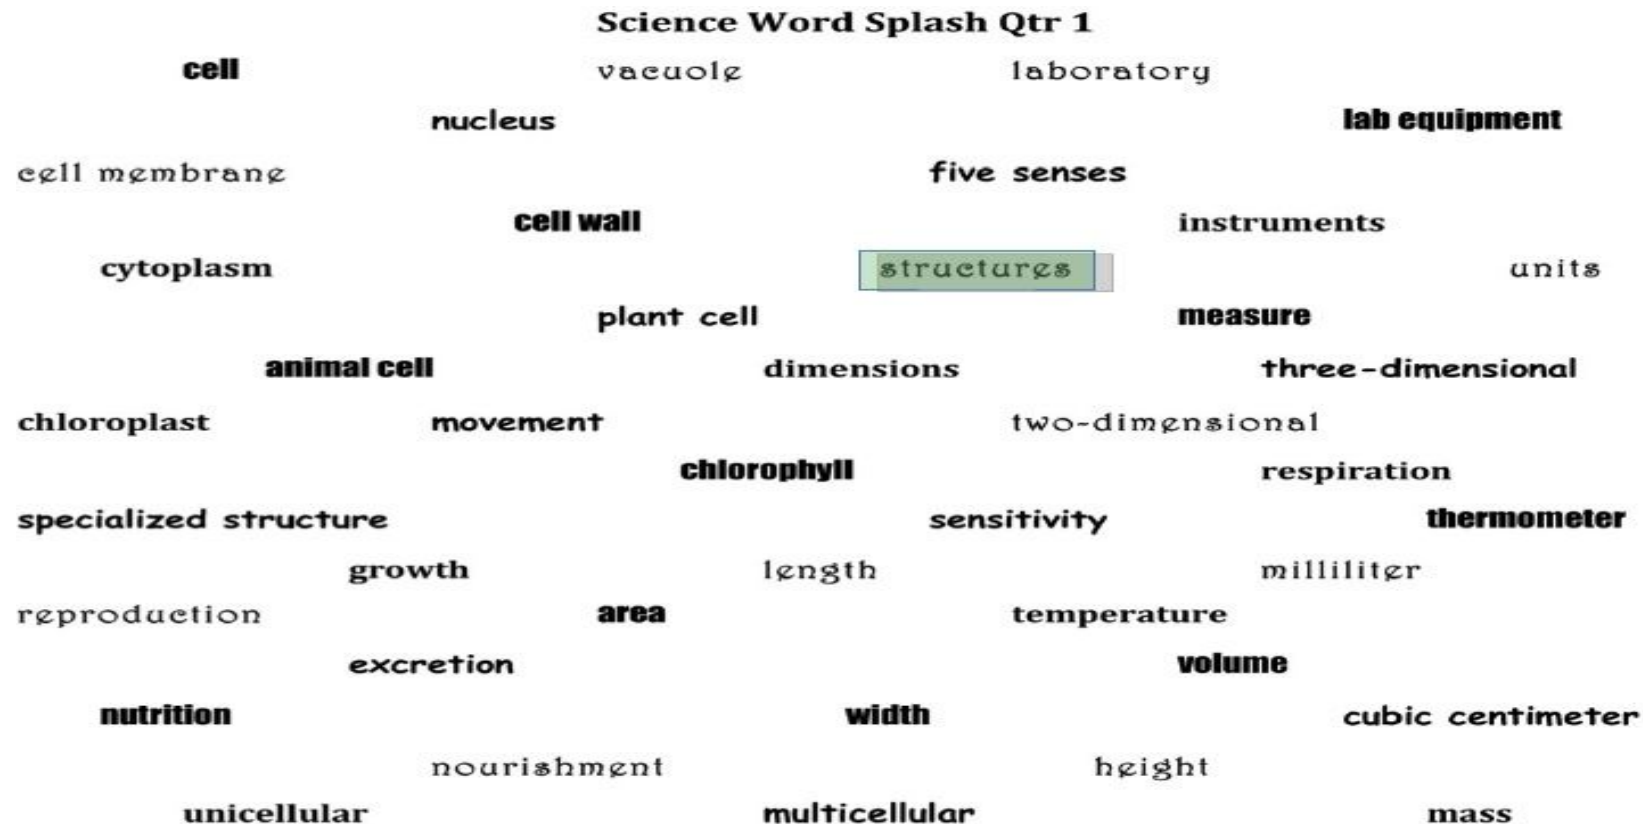 Science Word Splash Qtr 1
cell vacuole laboratory
nucleus lab equipment
cell membrane five senses
cell wall instruments
cytoplasm structures units
plant cell measure
animal cell dimensions three-dimensional
chloroplast movement two-dimensional
chlorophyll respiration
specialized structure sensitivity thermometer
growth length milliliter
reproduction area temperature
excretion volume
nutrition width cubic centimeter
nourishment height
unicellular multicellular mass